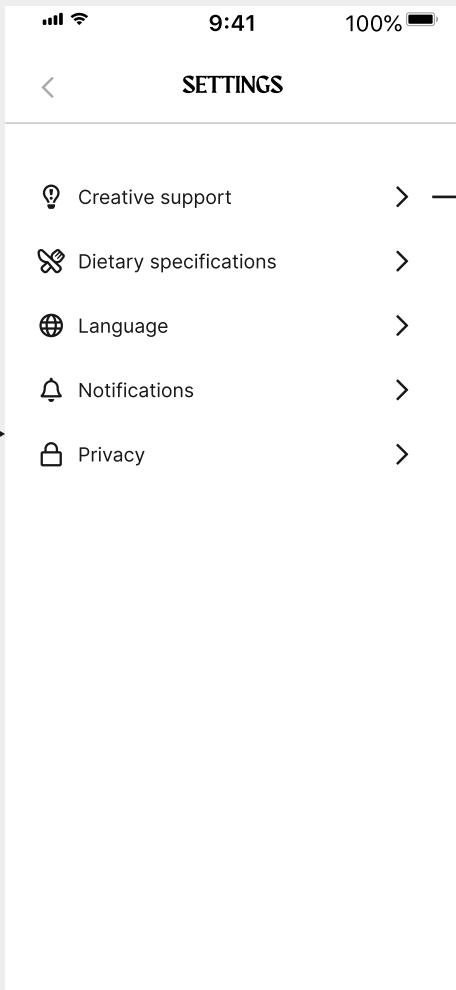 9:41
100%
SETTINGS
Creative support
Dietary specifications
Language
Notifications
Privacy